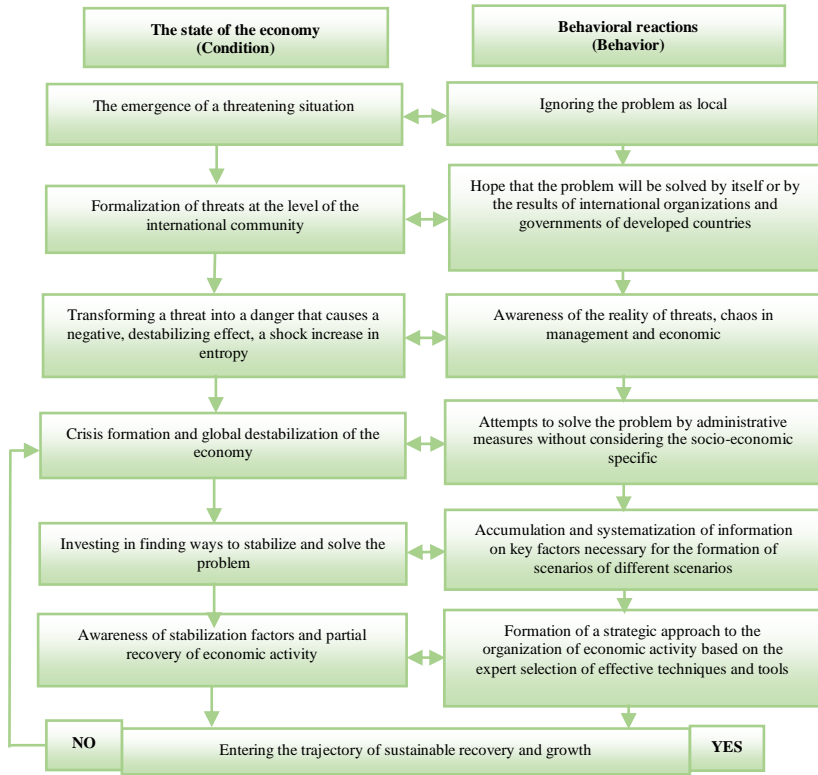 The state of the economy
(Condition)
Behavioral reactions
(Behavior)
The emergence of a threatening situation
Ignoring the problem as local
Formalization of threats at the level of the
international community
Hope that the problem will be solved by itself or by
the results of international organizations and
governments of developed countries
Transforming a threat into a danger that causes a
negative, destabilizing effect, a shock increase in
entropy
Awareness of the reality of threats, chaos in
management and economic
Crisis formation and global destabilization of the
economy
Attempts to solve the problem by administrative
measures without considering the socio-economic
specific
Investing in finding ways to stabilize and solve the
problem
Accumulation and systematization of information
on key factors necessary for the formation of
scenarios of different scenarios
Awareness of stabilization factors and partial
recovery of economic activity
Formation of a strategic approach to the
organization of economic activity based on the
expert selection of effective techniques and tools
NO
Entering the trajectory of sustainable recovery and growth
YES